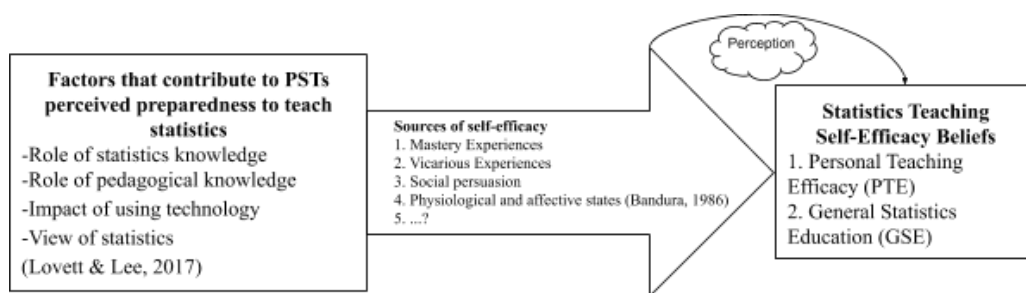 Factors that contribute to PSTs
perceived preparedness to teach
statistics
-Role of statistics knowledge
-Role of pedagogical knowledge
-Impact of using technology
-View of statistics
(Lovett & Lee, 2017)
Sources of self-efficacy
1. Mastery Experiences
2. Vicarious Experiences
3. Social persuasion
4. Physiological and affective states (Bandura, 1986)
5. ...?
Perception
Statistics Teaching
Self-Efficacy Beliefs
1. Personal Teaching
Efficacy (PTE)
2. General Statistics
Education (GSE)